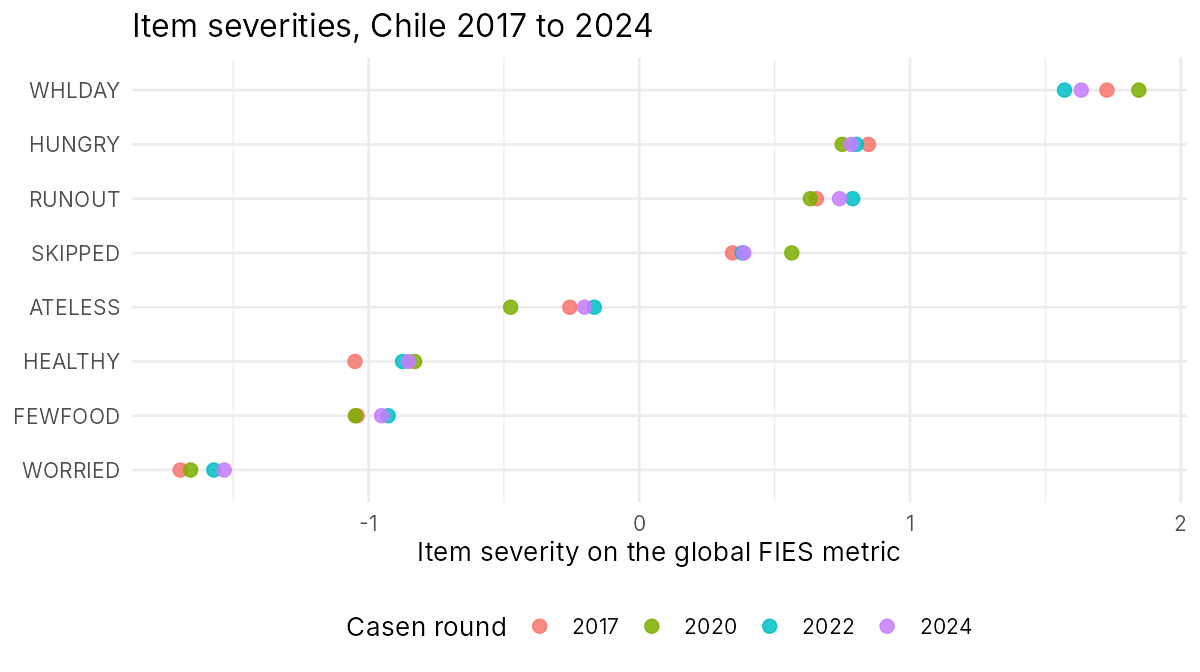 Item severities, Chile 2017 to 2024
WHLDAY
HUNGRY
RUNOUT
SKIPPED
ATELESS
HEALTHY
FEWFOOD
WORRIED
-1 0 1 2
Item severity on the global FIES metric
Casen round 2017 2020 2022 2024